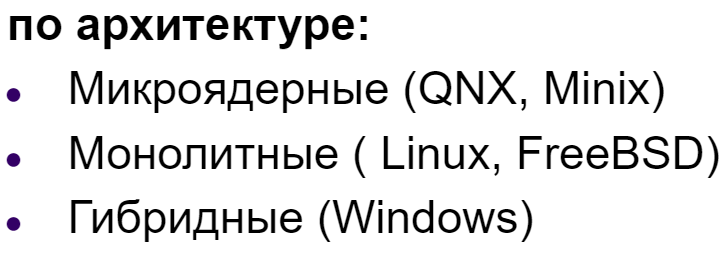 по архитектуре:
• Микроядерные (QNX, Minix)
• Монолитные ( Linux, FreeBSD)
• Гибридные (Windows)